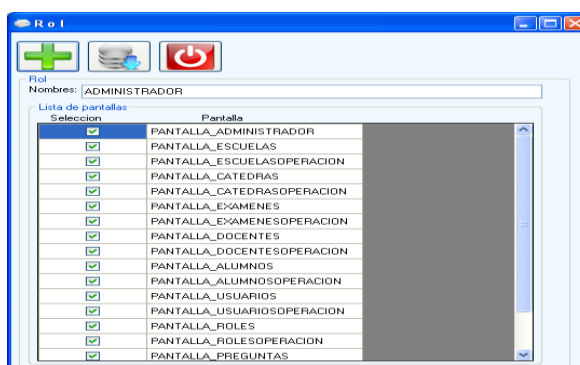 Rol
Rol
Nombres: ADMINISTRADOR
Lista de pantallas
Seleccion Pantalla
PANTALLA_ADMINISTRADOR
PANTALLA_ESCUELAS
PANTALLA_ESCUELASOPERACION
PANTALLA_CATEDRAS
PANTALLA_CATEDRASOPERACION
PANTALLA_EXAMENES
PANTALLA_EXAMENESOPERACION
PANTALLA_DOCENTES
PANTALLA_DOCENTESOPERACION
PANTALLA_ALUMNOS
PANTALLA_ALUMNOSOPERACION
PANTALLA_USUARIOS
PANTALLA_USUARIOSOPERACION
PANTALLA_ROLES
PANTALLA_ROLESOPERACION
PANTALLA_PREGUNTAS